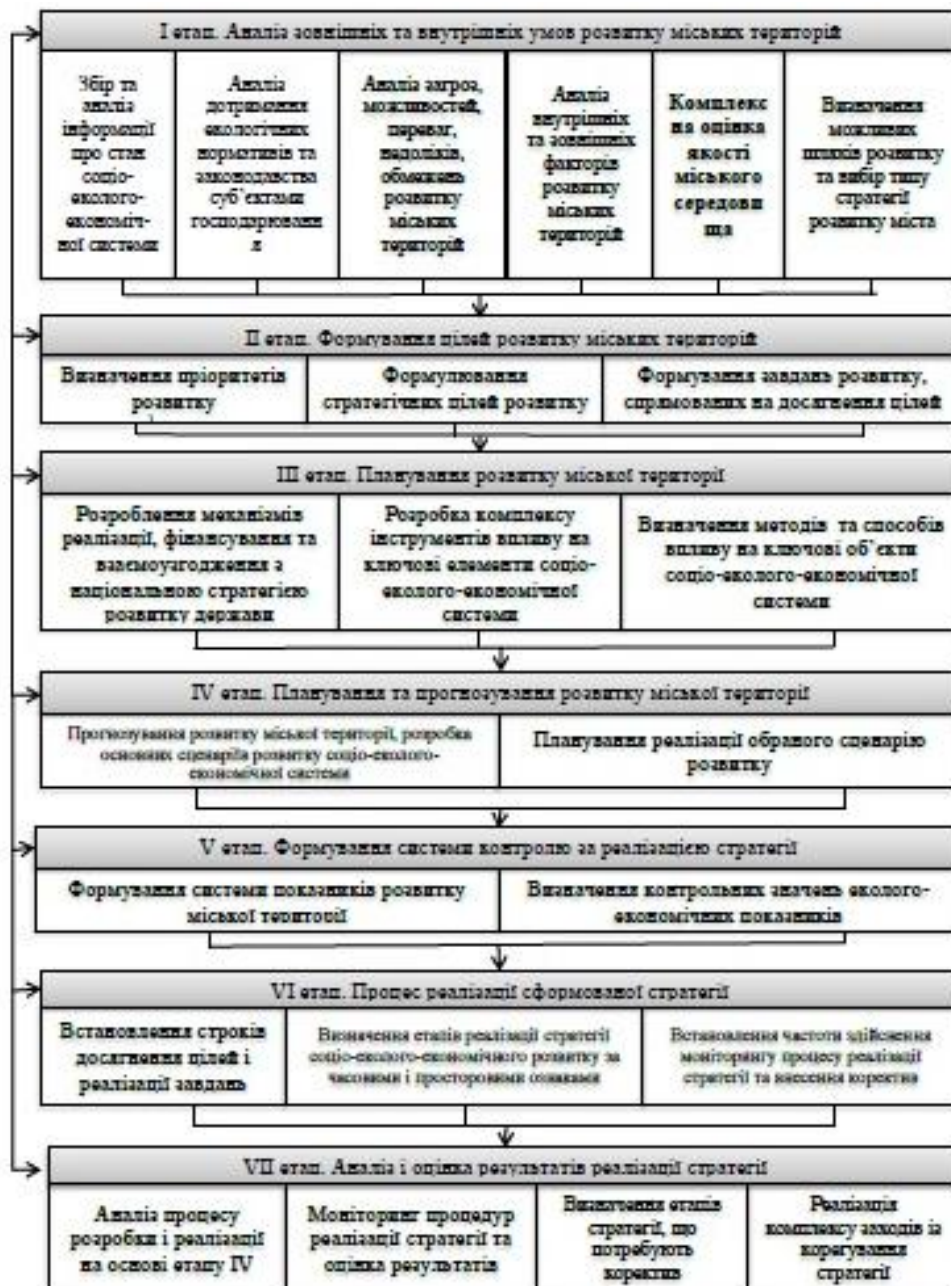 І етап. Аналіз зовнішніх та внутрішніх умов розвитку міських територій
Збір та
аналіз
інформації
про стан
соціо-
еколого-
економіч-
ної системи
Аналіз
дотримання
екологічних
нормативів та
законодавства
суб’єктами
господарюванн
я
Аналіз загроз,
можливостей,
переваг,
недоліків,
обмежень
розвитку
міських
територій
Аналіз
внутрішніх
та зовнішніх
факторів
розвитку
міських
територій
Комплекс
на оцінка
якості
міського
середови
ща
Визначення
можливих
шляхів розвитку
та вибір типу
стратегії
розвитку міста
ІІ етап. Формування цілей розвитку міських територій
Визначення пріоритетів
розвитку
Формулювання
стратегічних цілей розвитку
Формування завдань розвитку,
спрямованих на досягнення цілей
ІІІ етап. Планування розвитку міської території
Розроблення механізмів
реалізації, фінансування та
взаємоузгодження з
національною стратегією
розвитку держави
Розробка комплексу
інструментів впливу на
ключові елементи соціо-
еколого-економічної
системи
Визначення методів та способів
впливу на ключові об’єкти
соціо-еколого-економічної
системи
IV етап. Планування та прогнозування розвитку міської території
Прогнозування розвитку міської території, розробка
основних сценаріїв розвитку соціо-еколого-
економічної системи
Планування реалізації обраного сценарію
розвитку
V етап. Формування системи контролю за реалізацією стратегії
Формування системи показників розвитку
міської території
Визначення контрольних значень еколого-
економічних показників
VI етап. Процес реалізації сформованої стратегії
Встановлення строків
досягнення цілей і
реалізації завдань
Визначення етапів реалізації стратегії
соціо-еколого-економічного розвитку за
часовими і просторовими ознаками
Встановлення частоти здійснення
моніторингу процесу реалізації
стратегії та внесення коректив
VII етап. Аналіз і оцінка результатів реалізації стратегії
Аналіз процесу
розробки і реалізації
на основі етапу IV
Моніторинг процедур
реалізації стратегії та
оцінка результатів
Визначення етапів
стратегії, що
потребують
коректив
Реалізація
комплексу заходів із
корегування
стратегії